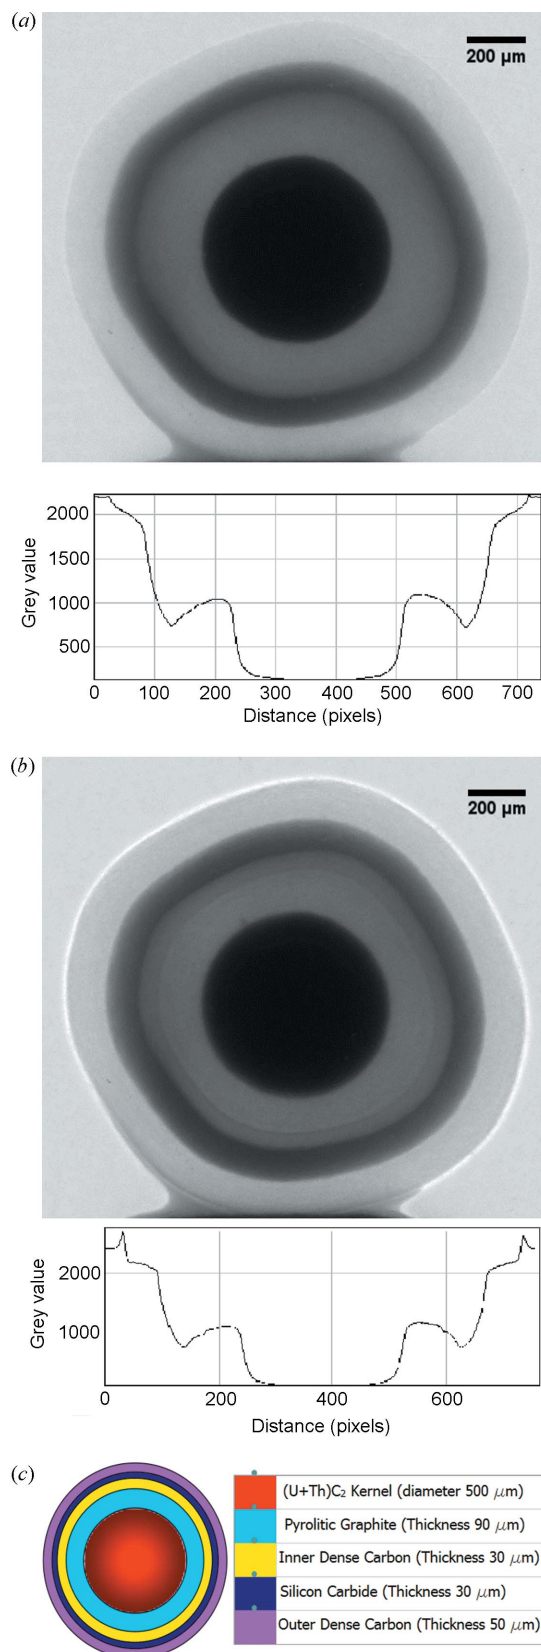 (a)
200 μm
2000
1500
1000
500
Grey value
0 100 200 300 400 500 600 700
Distance (pixels)
(b)
200 μm
2000
1000
Grey value
0 200 400 600
Distance (pixels)
(c)
(U+Th)C₂ Kernel (diameter 500 μm)
Pyrolitic Graphite (Thickness 90 μm)
Inner Dense Carbon (Thickness 30 μm)
Silicon Carbide (Thickness 30 μm)
Outer Dense Carbon (Thickness 50 μm)